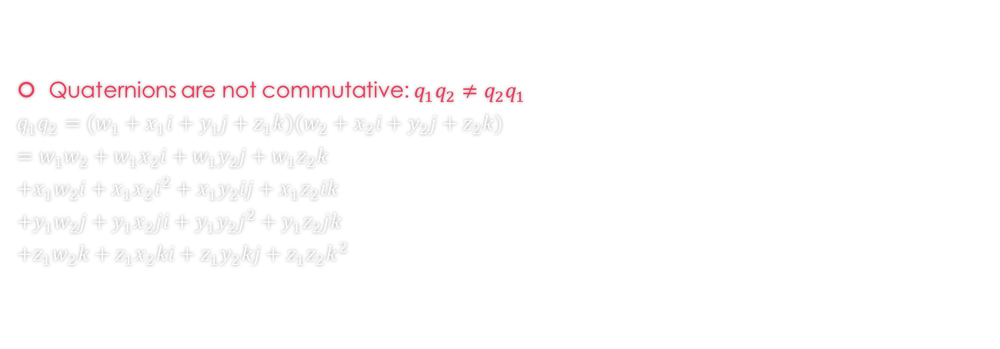 Quaternions are not commutative: q₁q₂ ≠ q₂q₁
q₁q₂ = (w₁ + x₁i + y₁j + z₁k)(w₂ + x₂i + y₂j + z₂k)
= w₁w₂ + w₁x₂i + w₁y₂j + w₁z₂k
+x₁w₂i + x₁x₂i² + x₁y₂ij + x₁z₂ik
+y₁w₂j + y₁x₂ji + y₁y₂j² + y₁z₂jk
+z₁w₂k + z₁x₂ki + z₁y₂kj + z₁z₂k²